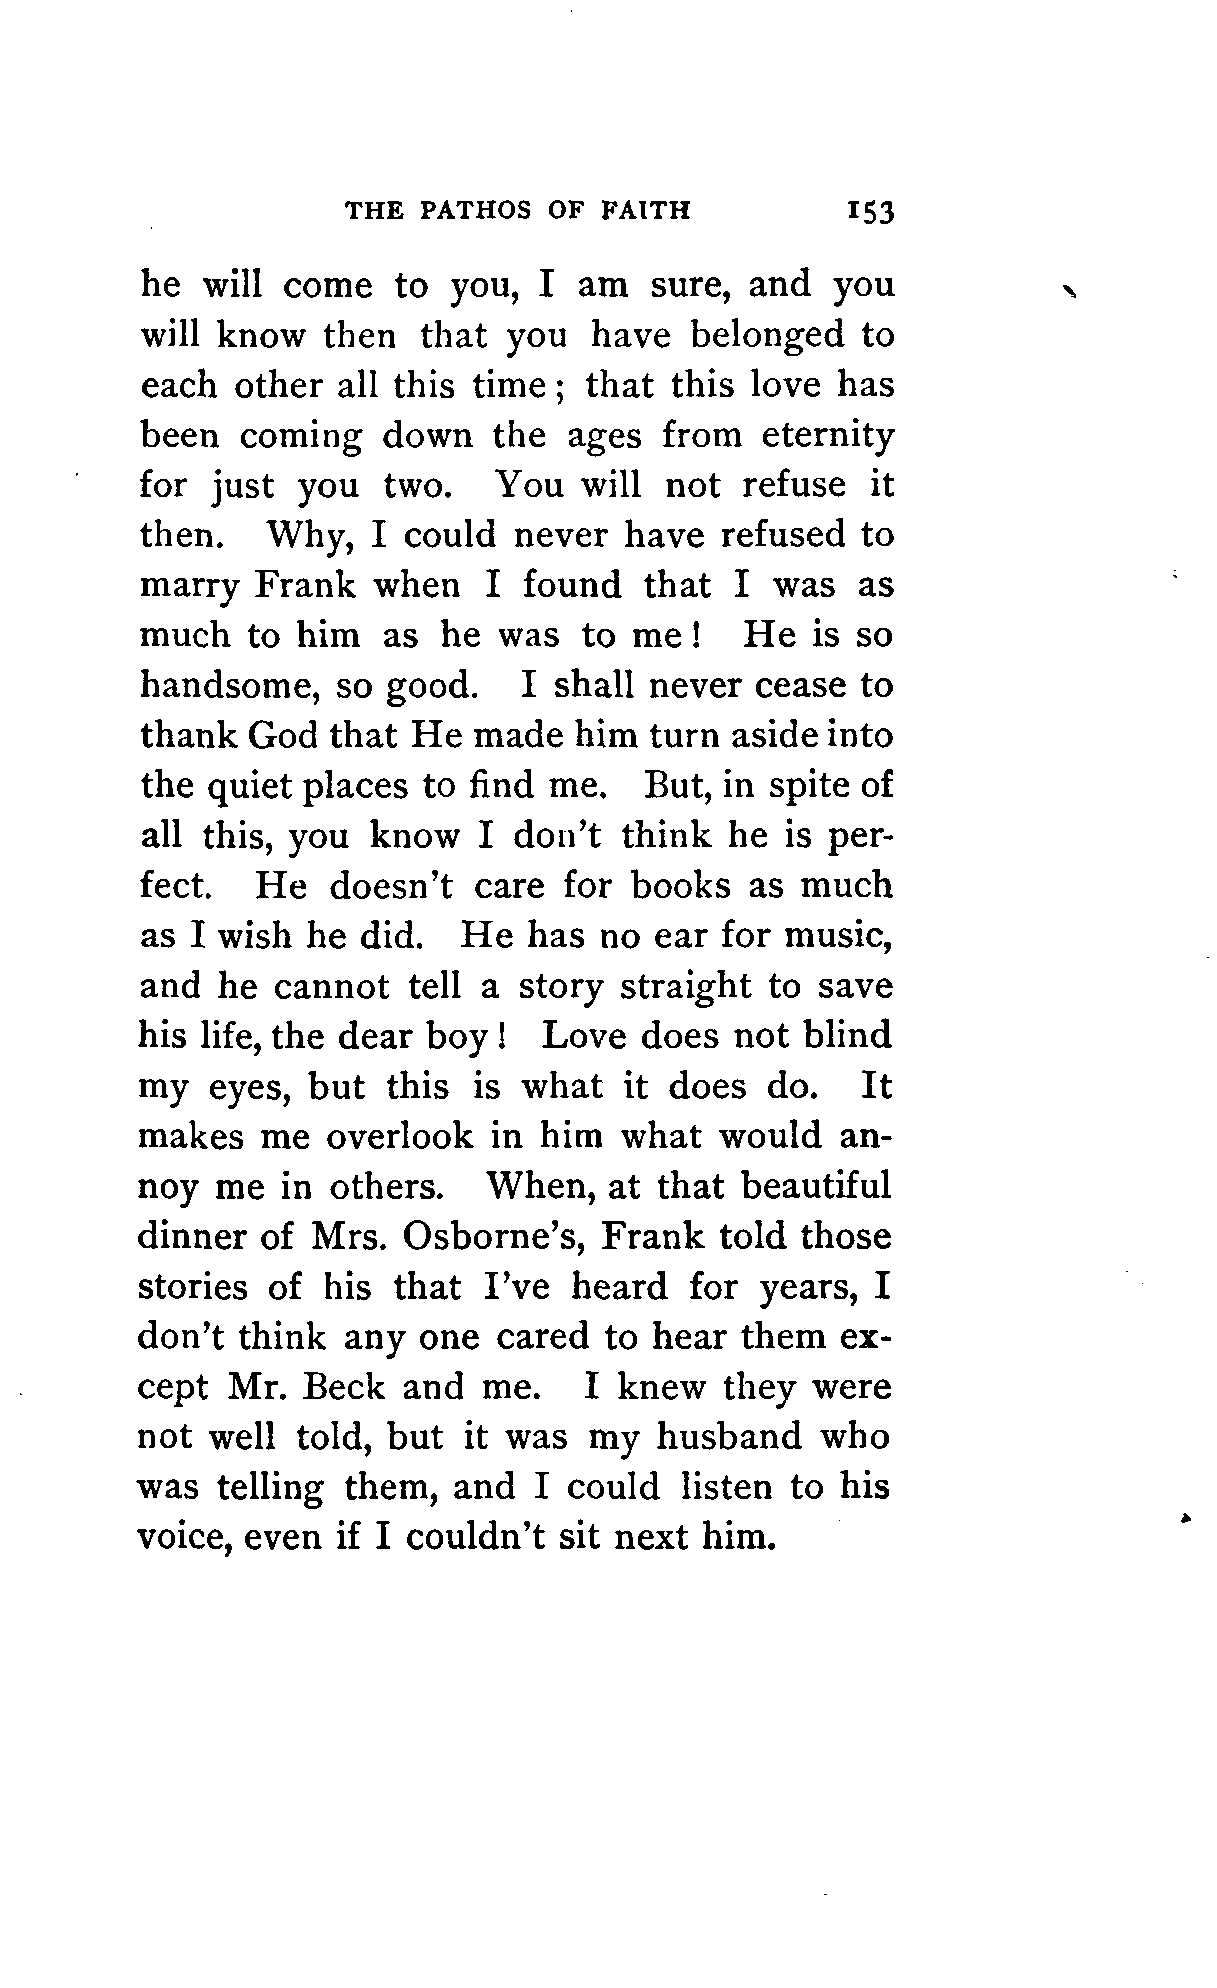 THE PATHOS OF FAITH 153
he will come to you, I am sure, and you
will know then that you have belonged to
each other all this time; that this love has
been coming down the ages from eternity
for just you two. You will not refuse it
then. Why, I could never have refused to
marry Frank when I found that I was as
much to him as he was to me! He is so
handsome, so good. I shall never cease to
thank God that He made him turn aside into
the quiet places to find me. But, in spite of
all this, you know I don't think he is per-
fect. He doesn't care for books as much
as I wish he did. He has no ear for music,
and he cannot tell a story straight to save
his life, the dear boy! Love does not blind
my eyes, but this is what it does do. It
makes me overlook in him what would an-
noy me in others. When, at that beautiful
dinner of Mrs. Osborne's, Frank told those
stories of his that I've heard for years, I
don't think any one cared to hear them ex-
cept Mr. Beck and me. I knew they were
not well told, but it was my husband who
was telling them, and I could listen to his
voice, even if I couldn't sit next him.